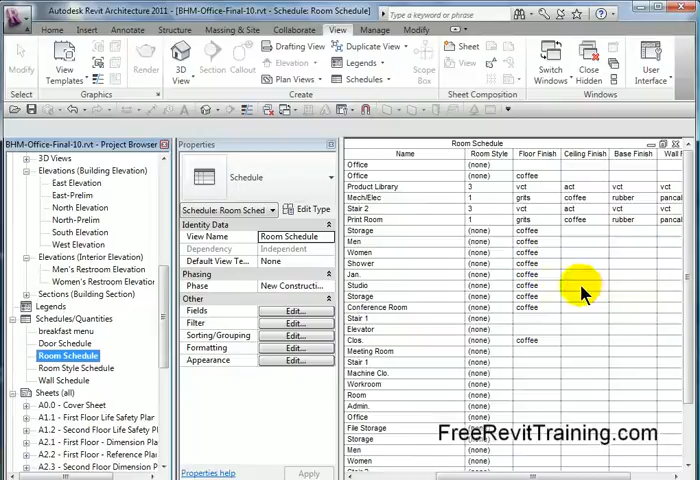 Autodesk Revit Architecture 2011 - [BHM-Office-Final-10.rvt - Schedule: Room Schedule]
Type a keyword or phrase
Home Insert Annotate Structure Massing & Site Collaborate View Manage Modify
Modify
View Templates
Render
3D View
Section
Callout
Drafting View
Elevation
Plan Views
Duplicate View
Legends
Schedules
Scope Box
Sheet
Switch Windows
Close Hidden
User Interface
Select Graphics Create Sheet Composition Windows
BHM-Office-Final-10.rvt - Project Browser
3D Views
Elevations (Building Elevation)
East Elevation
East-Prelim
North Elevation
North-Prelim
South Elevation
West Elevation
Elevations (Interior Elevation)
Men's Restroom Elevation
Women's Restroom Elevation
Sections (Building Section)
Legends
Schedules/Quantities
breakfast menu
Door Schedule
Room Schedule
Room Style Schedule
Wall Schedule
Sheets (all)
A0.0 - Cover Sheet
A1.1 - First Floor Life Safety Plan
A1.2 - Second Floor Life Safety Plan
A2.1 - First Floor - Dimension Plan
A2.2 - First Floor - Reference Plan
A2.3 - Second Floor - Dimension
Properties
Schedule
Schedule: Room Sched Edit Type
Identity Data
View Name Room Schedule
Dependency Independent
Default View Te... None
Phasing
Phase New Constructi...
Other
Fields Edit...
Filter Edit...
Sorting/Grouping Edit...
Formatting Edit...
Appearance Edit...
Properties help Apply
Room Schedule
Name Room Style Floor Finish Ceiling Finish Base Finish Wall F
Office (none)
Office (none) coffee
Product Library 3 vct act vct vct
Mech/Elec 1 grits coffee rubber pancal
Stair 2 3 vct act vct vct
Print Room 1 grits coffee rubber pancal
Storage (none) coffee
Men (none) coffee
Women (none) coffee
Shower (none) coffee
Jan. (none) coffee
Studio (none) coffee
Storage (none) coffee
Conference Room (none) coffee
Stair 1 (none)
Elevator (none)
Clos. (none) coffee
Meeting Room (none)
Stair 1 (none)
Machine Clo. (none)
Workroom (none)
Room (none)
Admin. (none)
Office (none)
File Storage (none)
Storage (none)
Men (none)
Women (none)
FreeRevitTraining.com